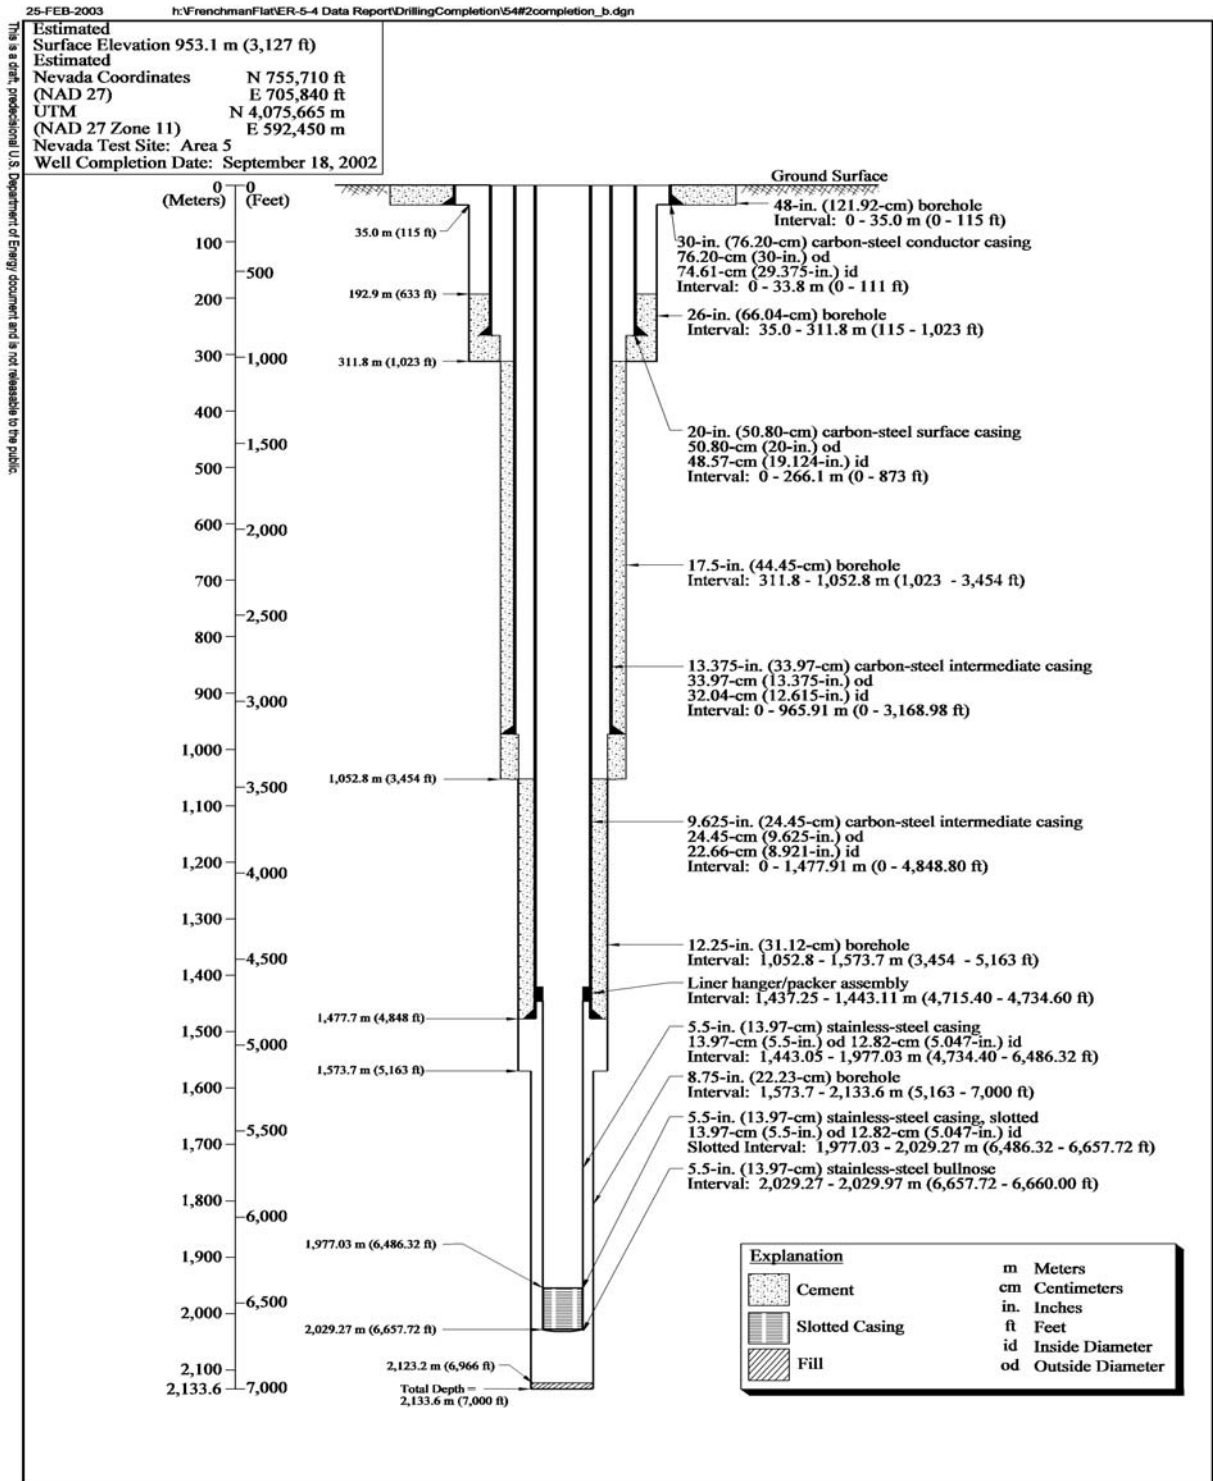 25-FEB-2003 h:\FrenchmanFlat\ER-5-4 Data Report\DrillingCompletion\54#2completion_b.dgn
This is a draft, predecisional U.S. Department of Energy document and is not releasable to the public.
Estimated
Surface Elevation 953.1 m (3,127 ft)
Estimated
Nevada Coordinates N 755,710 ft
(NAD 27) E 705,840 ft
UTM N 4,075,665 m
(NAD 27 Zone 11) E 592,450 m
Nevada Test Site: Area 5
Well Completion Date: September 18, 2002
Ground Surface
0 0
(Meters) (Feet)
100
500
200
300
1,000
400
1,500
500
600
2,000
700
2,500
800
900
3,000
1,000
3,500
1,100
1,200
4,000
1,300
4,500
1,400
1,500
5,000
1,600
5,500
1,700
1,800
6,000
1,900
6,500
2,000
2,100
2,133.6 7,000
35.0 m (115 ft)
192.9 m (633 ft)
311.8 m (1,023 ft)
1,052.8 m (3,454 ft)
1,477.7 m (4,848 ft)
1,573.7 m (5,163 ft)
1,977.03 m (6,486.32 ft)
2,029.27 m (6,657.72 ft)
2,123.2 m (6,966 ft)
Total Depth =
2,133.6 m (7,000 ft)
48-in. (121.92-cm) borehole
Interval: 0 - 35.0 m (0 - 115 ft)
30-in. (76.20-cm) carbon-steel conductor casing
76.20-cm (30-in.) od
74.61-cm (29.375-in.) id
Interval: 0 - 33.8 m (0 - 111 ft)
26-in. (66.04-cm) borehole
Interval: 35.0 - 311.8 m (115 - 1,023 ft)
20-in. (50.80-cm) carbon-steel surface casing
50.80-cm (20-in.) od
48.57-cm (19.124-in.) id
Interval: 0 - 266.1 m (0 - 873 ft)
17.5-in. (44.45-cm) borehole
Interval: 311.8 - 1,052.8 m (1,023 - 3,454 ft)
13.375-in. (33.97-cm) carbon-steel intermediate casing
33.97-cm (13.375-in.) od
32.04-cm (12.615-in.) id
Interval: 0 - 965.91 m (0 - 3,168.98 ft)
9.625-in. (24.45-cm) carbon-steel intermediate casing
24.45-cm (9.625-in.) od
22.66-cm (8.921-in.) id
Interval: 0 - 1,477.91 m (0 - 4,848.80 ft)
12.25-in. (31.12-cm) borehole
Interval: 1,052.8 - 1,573.7 m (3,454 - 5,163 ft)
Liner hanger/packer assembly
Interval: 1,437.25 - 1,443.11 m (4,715.40 - 4,734.60 ft)
5.5-in. (13.97-cm) stainless-steel casing
13.97-cm (5.5-in.) od 12.82-cm (5.047-in.) id
Interval: 1,443.05 - 1,977.03 m (4,734.40 - 6,486.32 ft)
8.75-in. (22.23-cm) borehole
Interval: 1,573.7 - 2,133.6 m (5,163 - 7,000 ft)
5.5-in. (13.97-cm) stainless-steel casing, slotted
13.97-cm (5.5-in.) od 12.82-cm (5.047-in.) id
Slotted Interval: 1,977.03 - 2,029.27 m (6,486.32 - 6,657.72 ft)
5.5-in. (13.97-cm) stainless-steel bullnose
Interval: 2,029.27 - 2,029.97 m (6,657.72 - 6,660.00 ft)
Explanation
Cement
Slotted Casing
Fill
m Meters
cm Centimeters
in. Inches
ft Feet
id Inside Diameter
od Outside Diameter